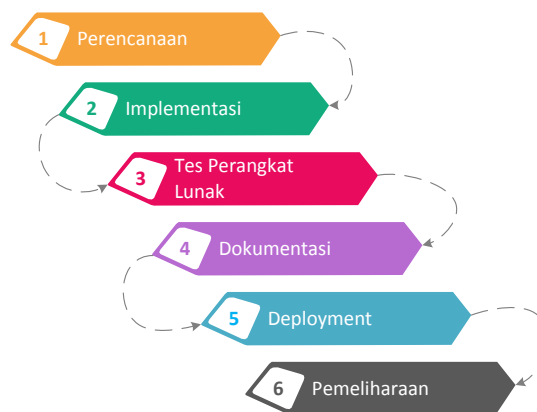 1 Perencanaan
2 Implementasi
3 Tes Perangkat
Lunak
4 Dokumentasi
5 Deployment
6 Pemeliharaan